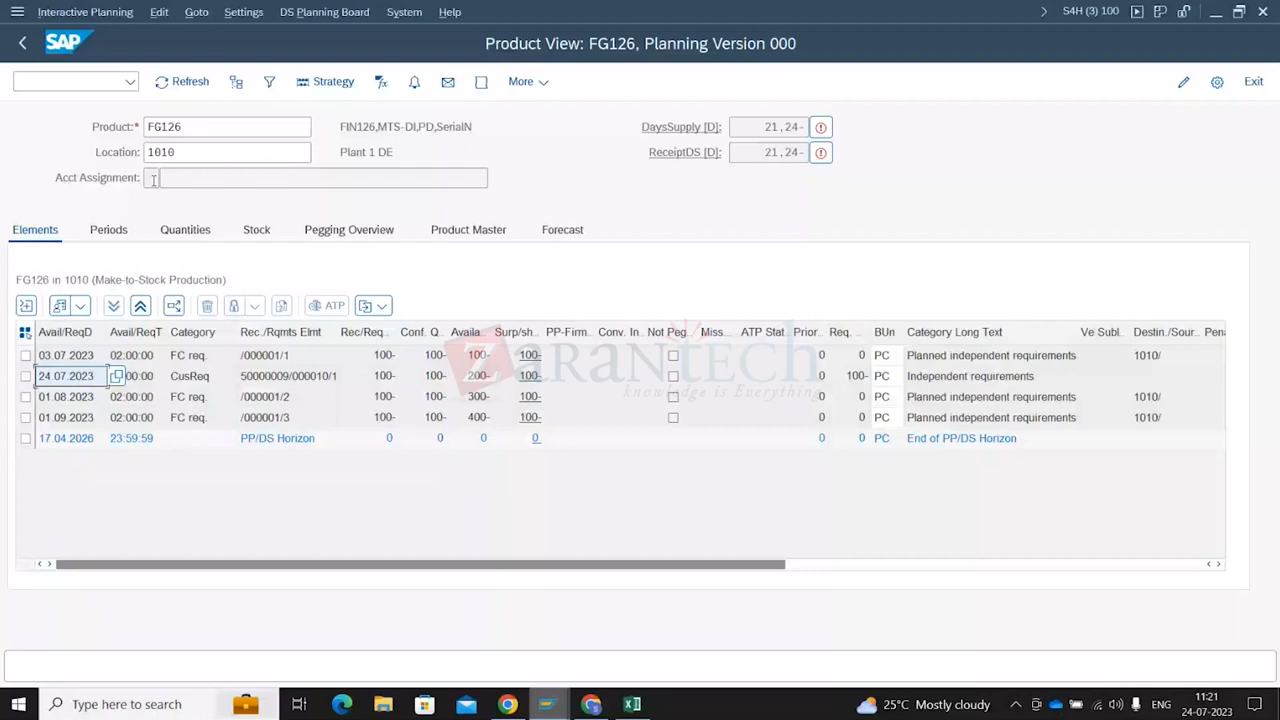 Interactive Planning Edit Goto Settings DS Planning Board System Help S4H (3) 100
SAP Product View: FG126, Planning Version 000
Refresh Strategy More Exit
Product:* FG126 FIN126,MTS-DI,PD,SerialN DaysSupply [D]: 21,24-
Location: 1010 Plant 1 DE ReceiptDS [D]: 21,24-
Acct Assignment:
Elements Periods Quantities Stock Pegging Overview Product Master Forecast
FG126 in 1010 (Make-to-Stock Production)
ATP
Avail/ReqD Avail/ReqT Category Rec./Rqmts Elmt Rec/Req... Conf. Q... Availa... Surp/sh... PP-Firm... Conv. In... Not Peg... Miss... ATP Stat... Prior... Req. ... BUn Category Long Text Ve Subl... Destin./Sour... Pena
03.07.2023 02:00:00 FC req. /000001/1 100- 100- 100- 100- 0 0 PC Planned independent requirements 1010/
24.07.2023 00:00 CusReq 50000009/000010/1 100- 100- 200- 100- 0 100- PC Independent requirements
01.08.2023 02:00:00 FC req. /000001/2 100- 100- 300- 100- 0 0 PC Planned independent requirements 1010/
01.09.2023 02:00:00 FC req. /000001/3 100- 100- 400- 100- 0 0 PC Planned independent requirements 1010/
17.04.2026 23:59:59 PP/DS Horizon 0 0 0 0 0 0 PC End of PP/DS Horizon
ZaranTech
knowledge is Everything
Type here to search 25°C Mostly cloudy ENG 11:21
24-07-2023